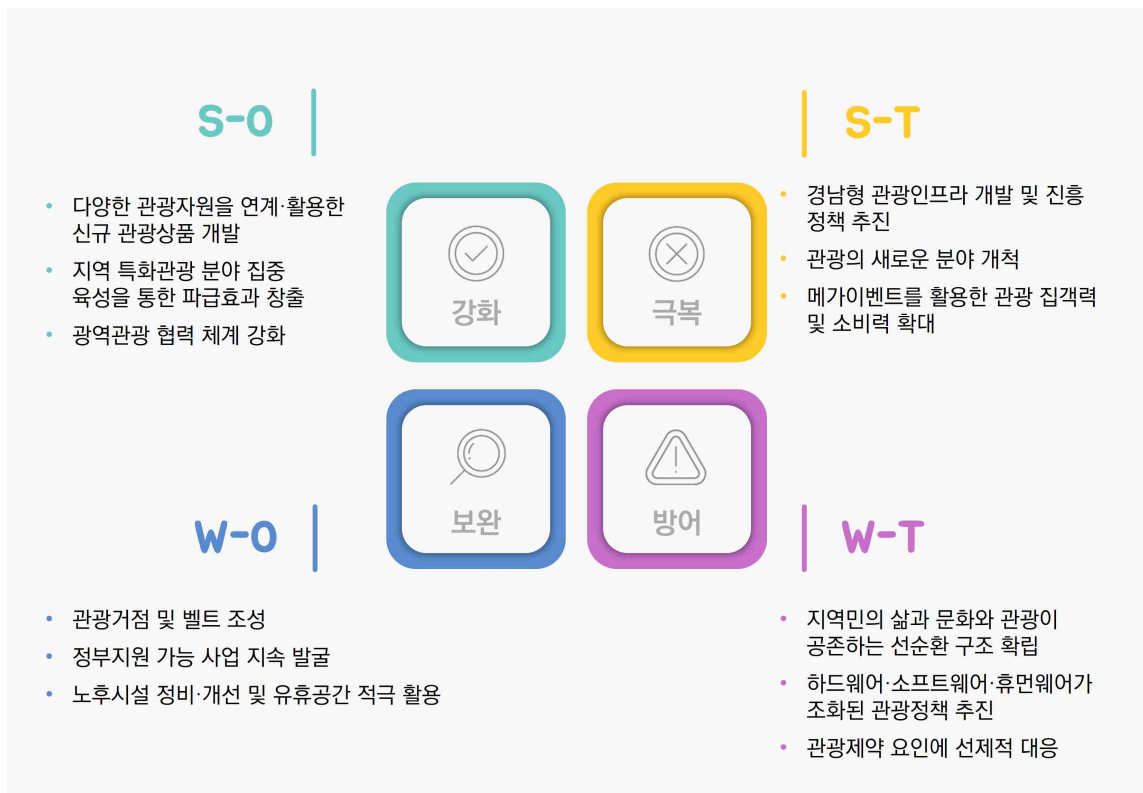 S-O
• 다양한 관광자원을 연계·활용한
신규 관광상품 개발
• 지역 특화관광 분야 집중
육성을 통한 파급효과 창출
• 광역관광 협력 체계 강화
강화
S-T
극복
• 경남형 관광인프라 개발 및 진흥
정책 추진
• 관광의 새로운 분야 개척
• 메가이벤트를 활용한 관광 집객력
및 소비력 확대
W-O
보완
• 관광거점 및 벨트 조성
• 정부지원 가능 사업 지속 발굴
• 노후시설 정비·개선 및 유휴공간 적극 활용
방어
W-T
• 지역민의 삶과 문화와 관광이
공존하는 선순환 구조 확립
• 하드웨어·소프트웨어·휴먼웨어가
조화된 관광정책 추진
• 관광제약 요인에 선제적 대응